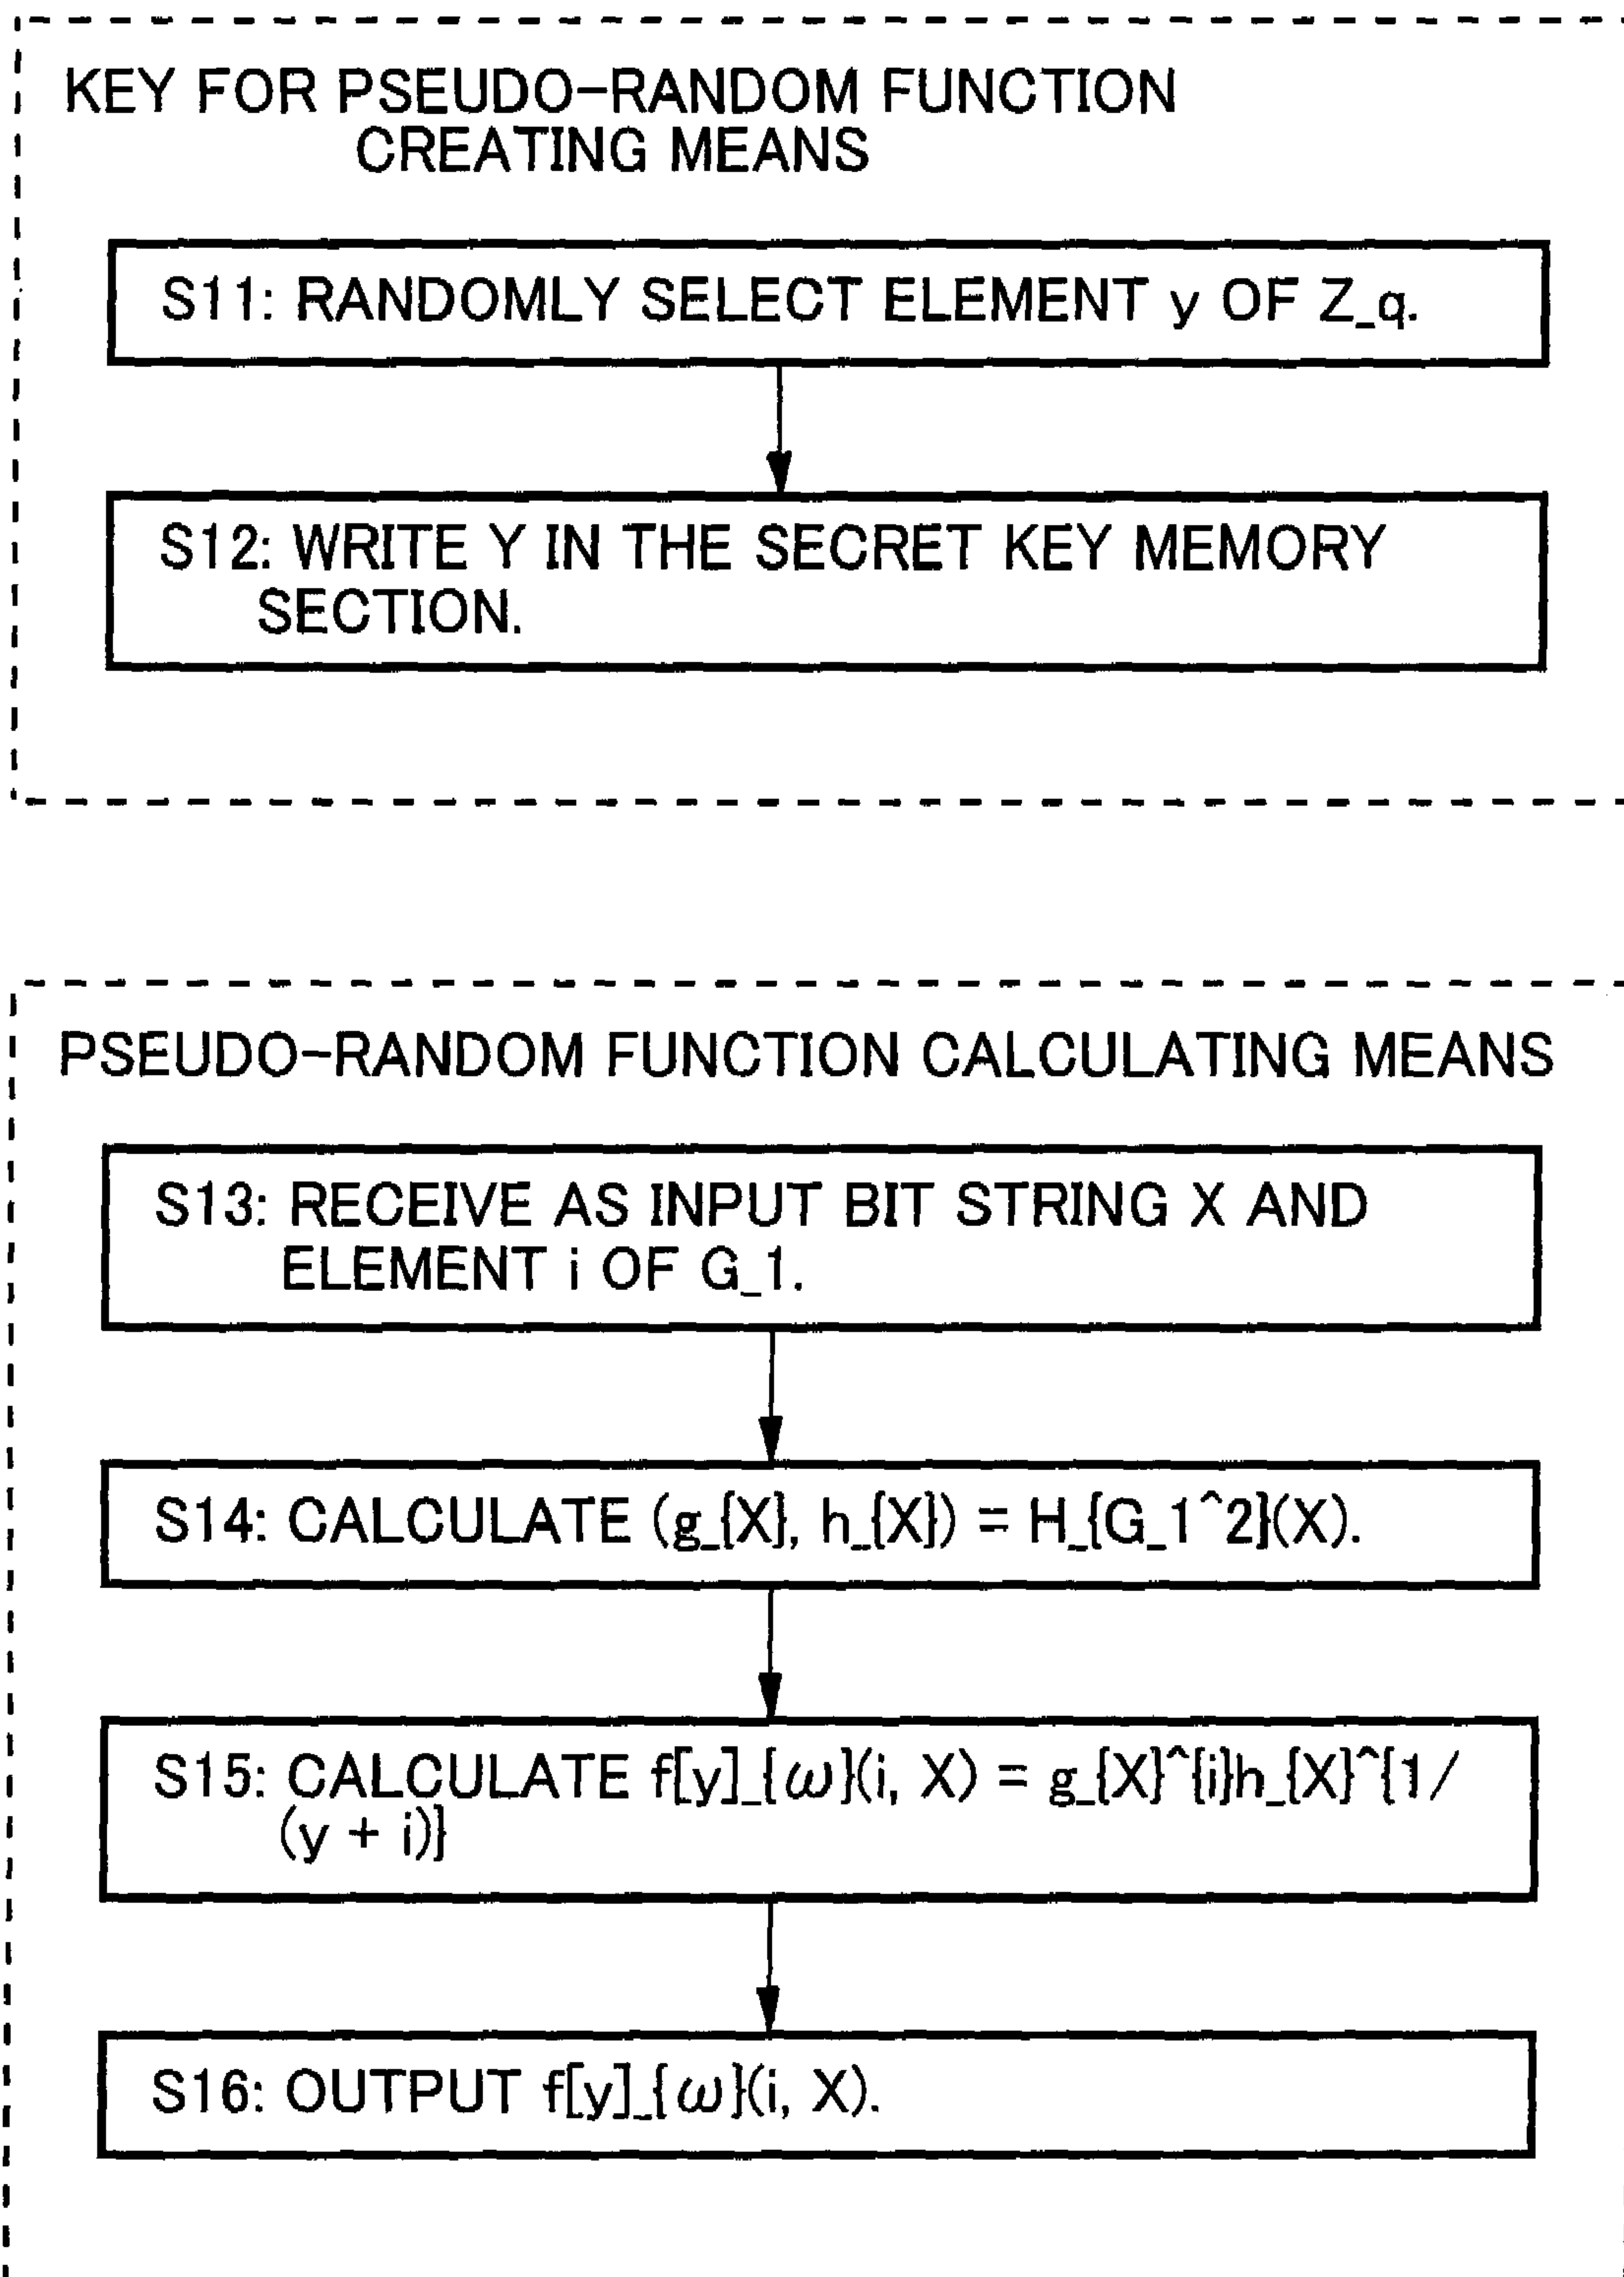 KEY FOR PSEUDO-RANDOM FUNCTION
CREATING MEANS
S11: RANDOMLY SELECT ELEMENT y OF Z_q.
S12: WRITE Y IN THE SECRET KEY MEMORY
SECTION.
PSEUDO-RANDOM FUNCTION CALCULATING MEANS
S13: RECEIVE AS INPUT BIT STRING X AND
ELEMENT i OF G_1.
S14: CALCULATE (g_{X}, h_{X}) = H_{G_1^2}(X).
S15: CALCULATE f[y]_{ω}(i, X) = g_{X}^{i}h_{X}^{1/
(y + i)}
S16: OUTPUT f[y]_{ω}(i, X).